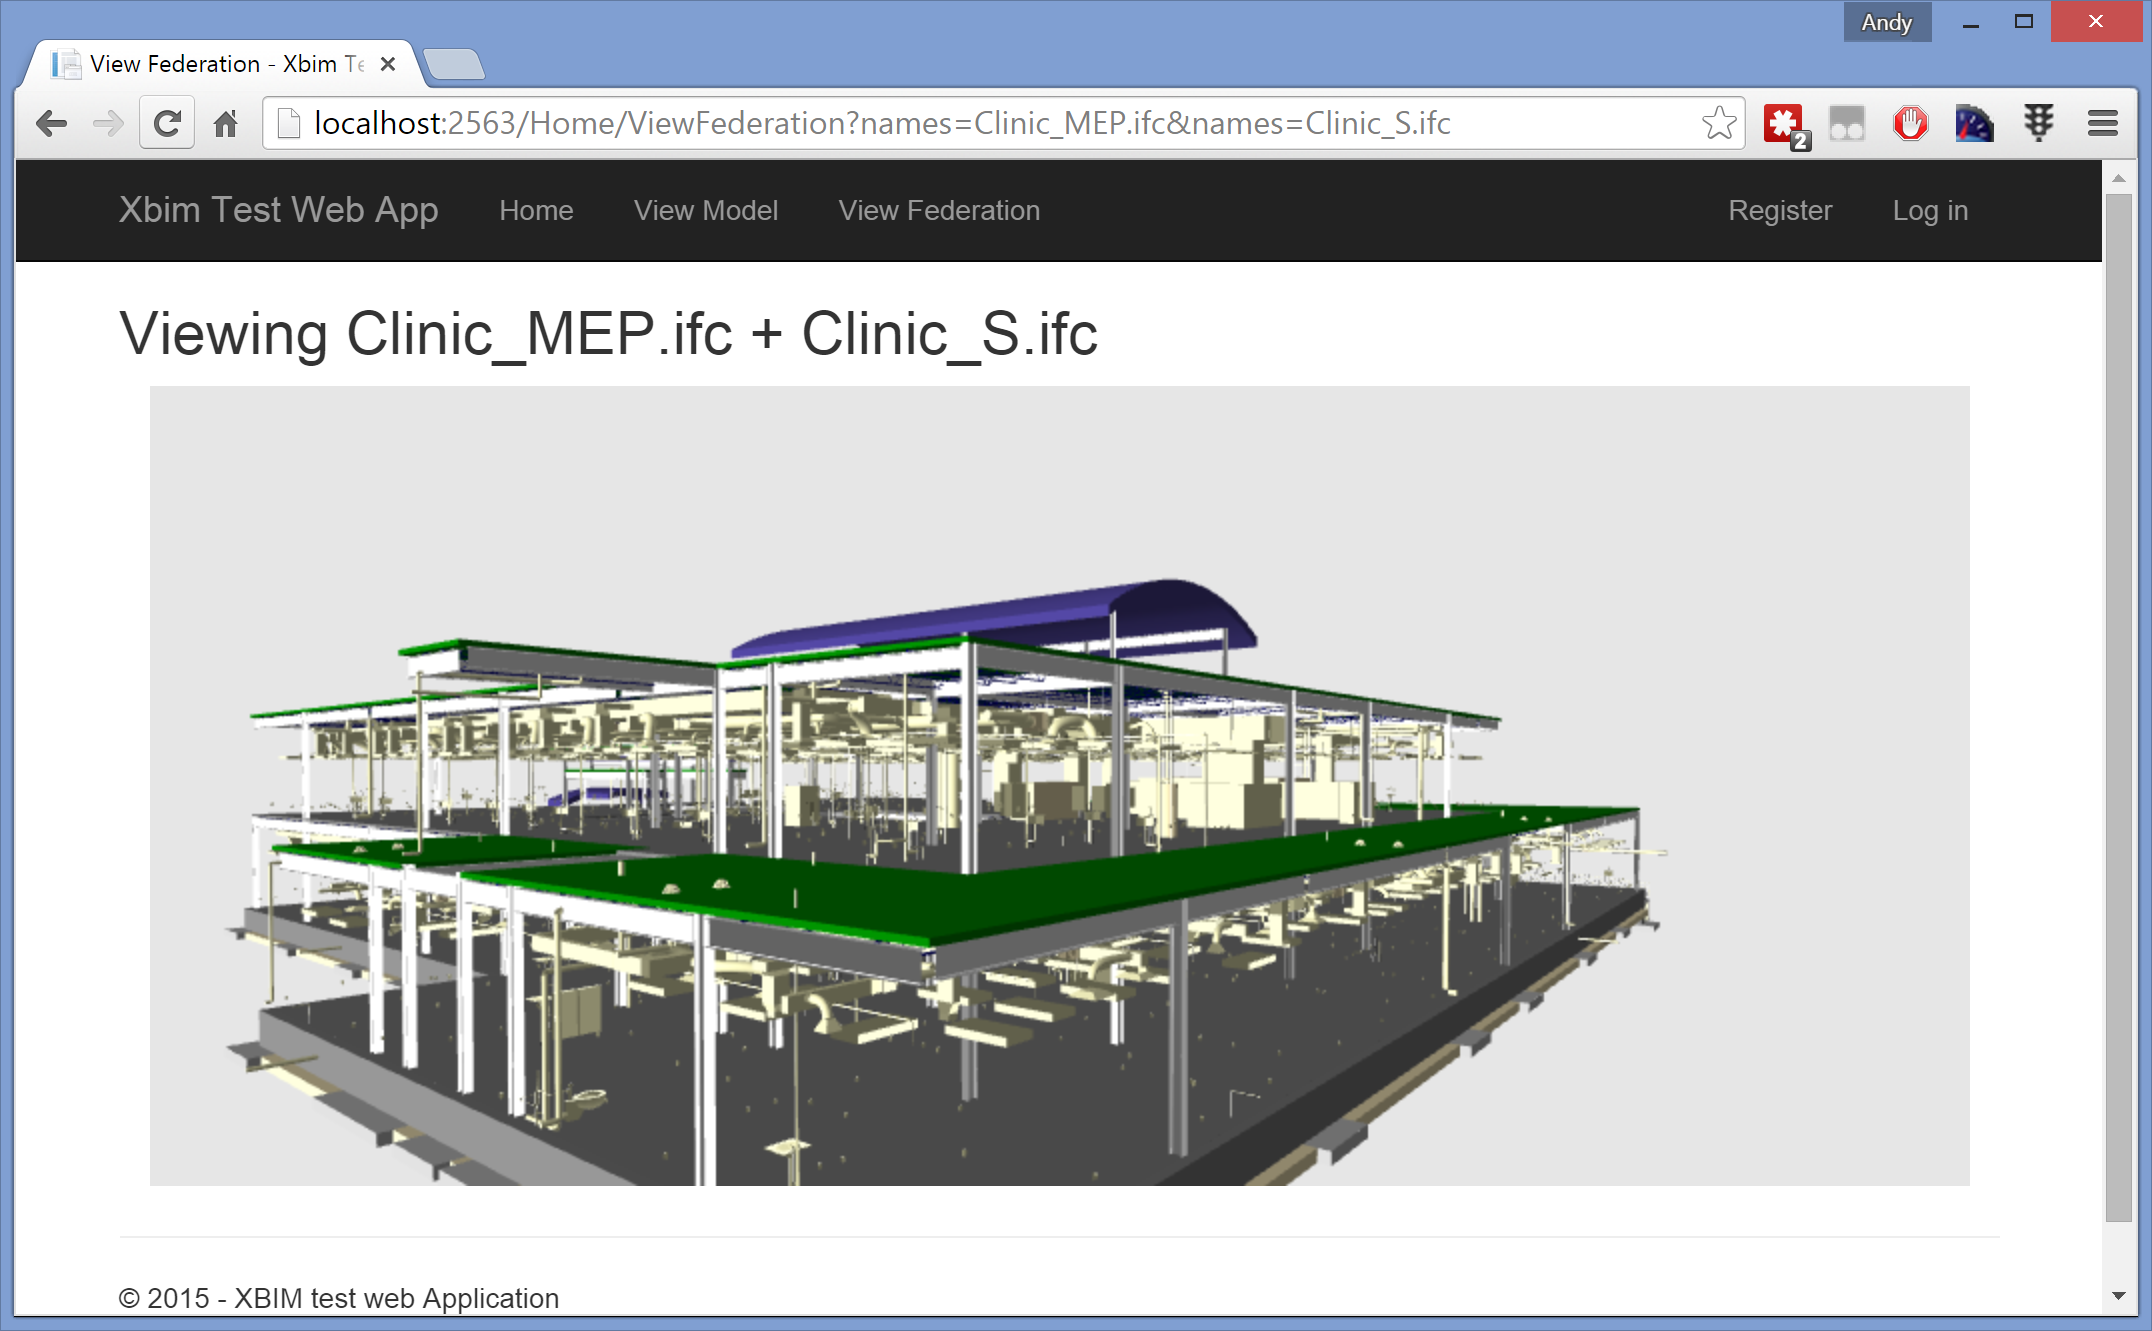 Andy
View Federation - Xbim Te
localhost:2563/Home/ViewFederation?names=Clinic_MEP.ifc&names=Clinic_S.ifc
2
Xbim Test Web App Home View Model View Federation Register Log in
Viewing Clinic_MEP.ifc + Clinic_S.ifc
© 2015 - XBIM test web Application